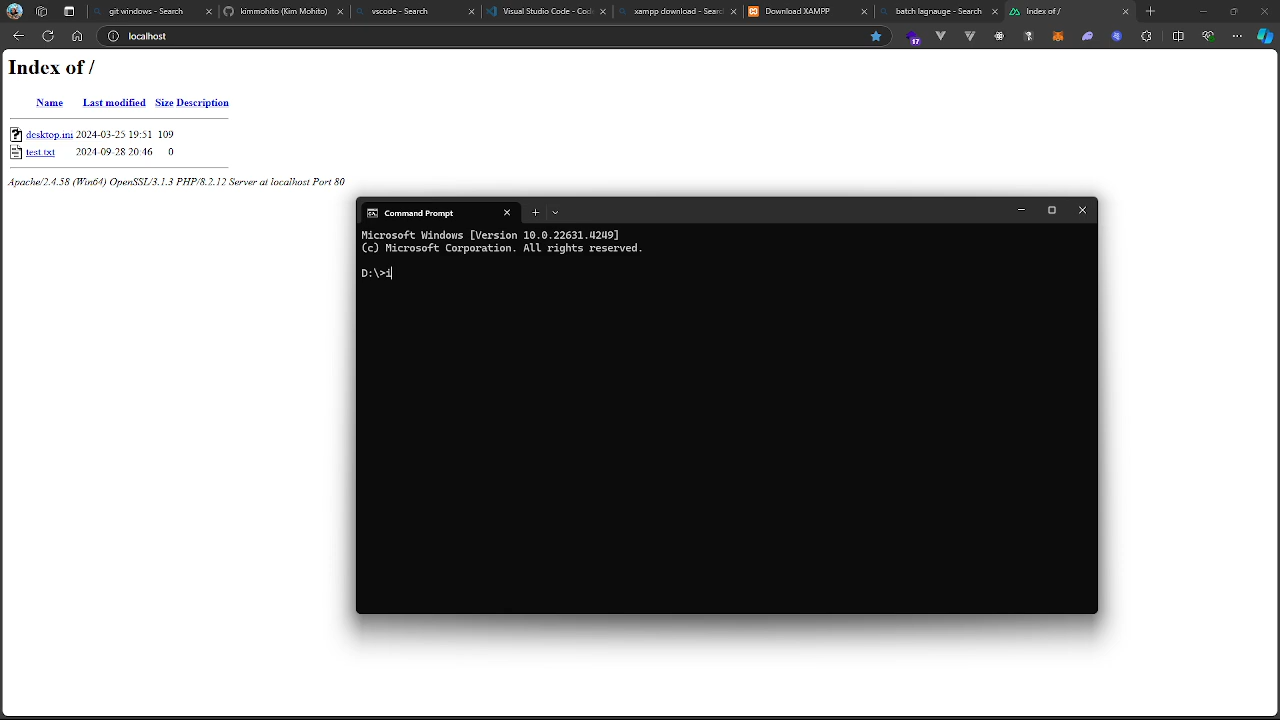 git windows - Search
kimmohito (Kim Mohito)
vscode - Search
Visual Studio Code - Cod
xampp download - Sear
Download XAMPP
batch lagnauge - Search
Index of /
localhost
17
Index of /
Name Last modified Size Description
desktop.ini 2024-03-25 19:51 109
test.txt 2024-09-28 20:46 0
Apache/2.4.58 (Win64) OpenSSL/3.1.3 PHP/8.2.12 Server at localhost Port 80
Command Prompt
Microsoft Windows [Version 10.0.22631.4249]
(c) Microsoft Corporation. All rights reserved.
D:\>i